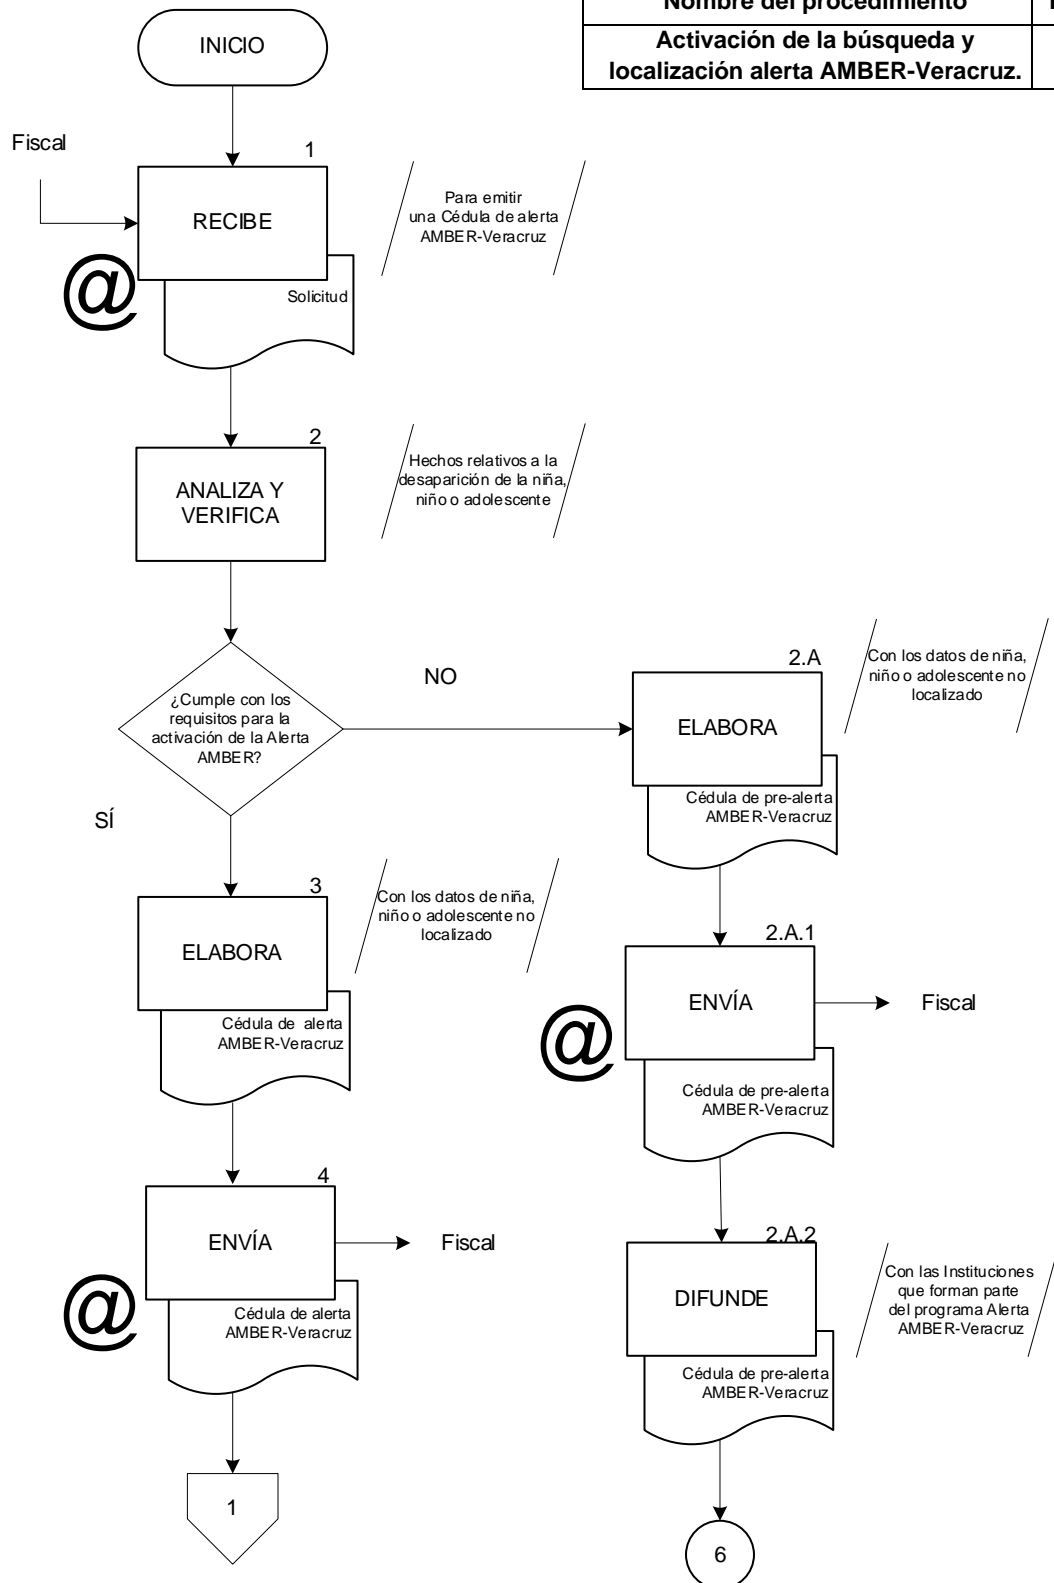 Nombre del procedimiento
Activación de la búsqueda y
localización alerta AMBER-Veracruz.
INICIO
Fiscal
1
RECIBE
@
Solicitud
Para emitir
una Cédula de alerta
AMBER-Veracruz
2
ANALIZA Y
VERIFICA
Hechos relativos a la
desaparición de la niña,
niño o adolescente
¿Cumple con los
requisitos para la
activación de la Alerta
AMBER?
NO
SÍ
2.A
ELABORA
Cédula de pre-alerta
AMBER-Veracruz
Con los datos de niña,
niño o adolescente no
localizado
3
ELABORA
Cédula de alerta
AMBER-Veracruz
Con los datos de niña,
niño o adolescente no
localizado
2.A.1
ENVÍA
Fiscal
@
Cédula de pre-alerta
AMBER-Veracruz
4
ENVÍA
Fiscal
@
Cédula de alerta
AMBER-Veracruz
2.A.2
DIFUNDE
Cédula de pre-alerta
AMBER-Veracruz
Con las Instituciones
que forman parte
del programa Alerta
AMBER-Veracruz
1
6